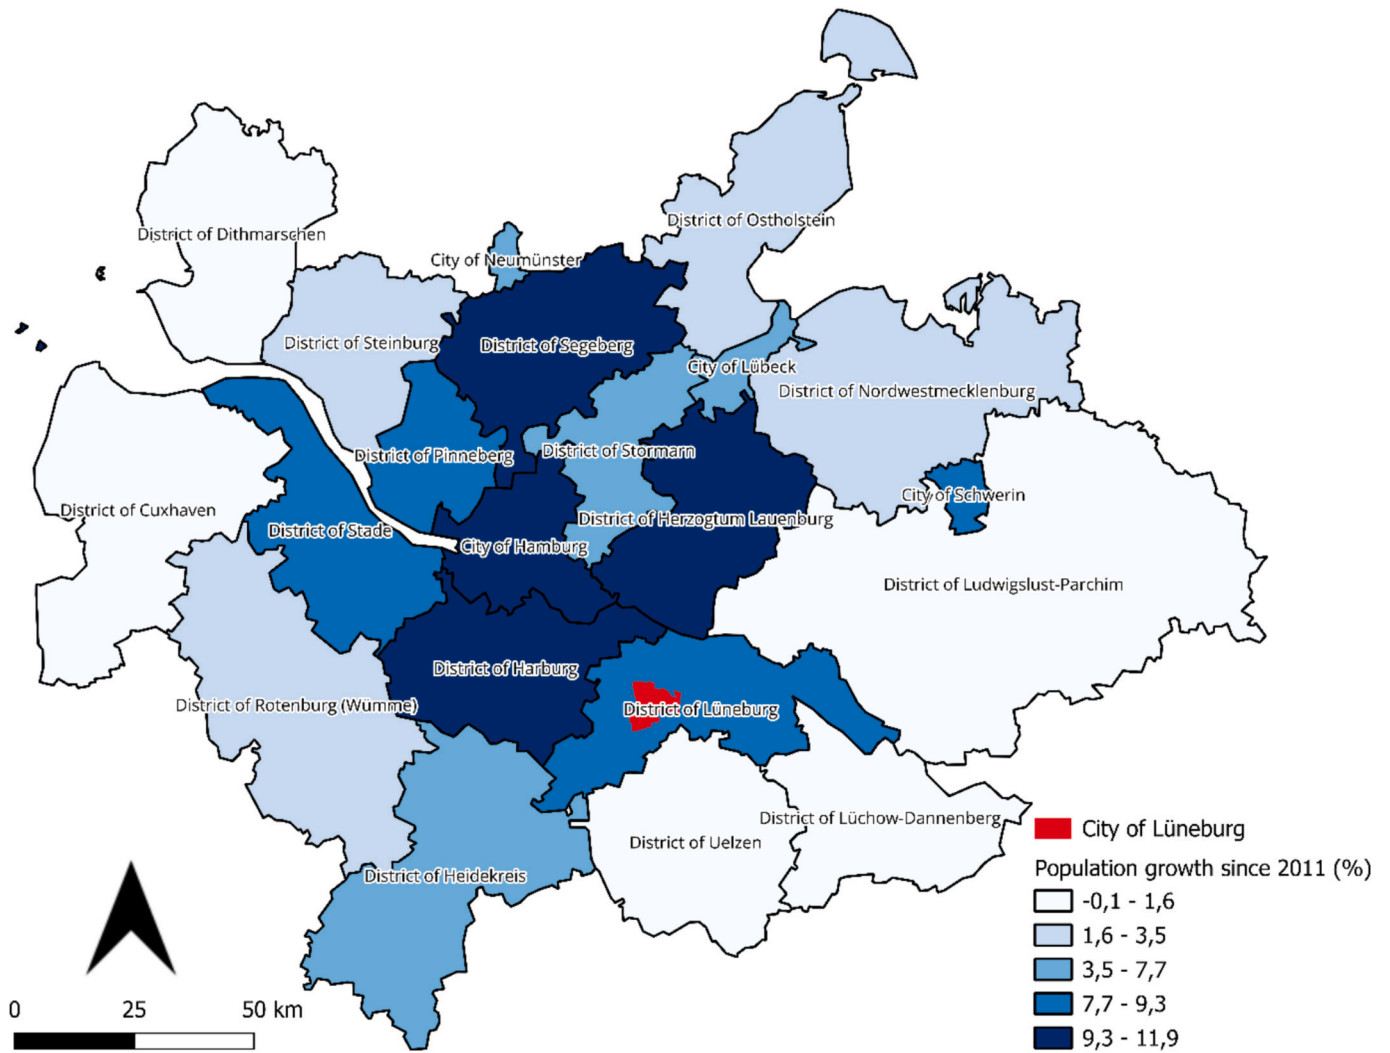 District of Ostholstein
District of Dithmarschen
City of Neumünster
District of Steinburg
District of Segeberg
City of Lübeck
District of Nordwestmecklenburg
District of Stormarn
District of Pinneberg
City of Schwerin
District of Cuxhaven
District of Herzogtum Lauenburg
District of Stade
City of Hamburg
District of Ludwigslust-Parchim
District of Harburg
District of Rotenburg (Wümme)
District of Lüneburg
District of Lüchow-Dannenberg
District of Uelzen
District of Heidekreis
City of Lüneburg
Population growth since 2011 (%)
-0,1 - 1,6
1,6 - 3,5
3,5 - 7,7
7,7 - 9,3
9,3 - 11,9
0 25 50 km